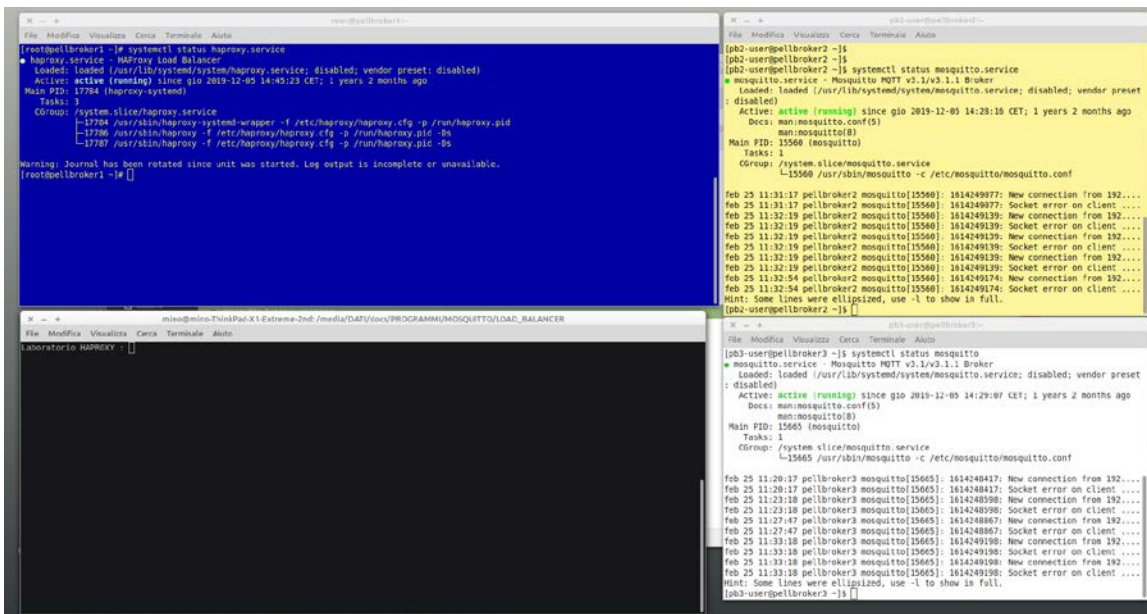 root@pellbroker1:~
File Modifica Visualizza Cerca Terminale Aiuto
[root@pellbroker1 ~]# systemctl status haproxy.service
● haproxy.service - HAProxy Load Balancer
Loaded: loaded (/usr/lib/systemd/system/haproxy.service; disabled; vendor preset: disabled)
Active: active (running) since gio 2019-12-05 14:45:23 CET; 1 years 2 months ago
Main PID: 17784 (haproxy-systemd)
Tasks: 3
CGroup: /system.slice/haproxy.service
├─17784 /usr/sbin/haproxy-systemd-wrapper -f /etc/haproxy/haproxy.cfg -p /run/haproxy.pid
├─17786 /usr/sbin/haproxy -f /etc/haproxy/haproxy.cfg -p /run/haproxy.pid -Ds
└─17787 /usr/sbin/haproxy -f /etc/haproxy/haproxy.cfg -p /run/haproxy.pid -Ds
Warning: Journal has been rotated since unit was started. Log output is incomplete or unavailable.
[root@pellbroker1 ~]#
pb2-user@pellbroker2:~
File Modifica Visualizza Cerca Terminale Aiuto
[pb2-user@pellbroker2 ~]$
[pb2-user@pellbroker2 ~]$
[pb2-user@pellbroker2 ~]$ systemctl status mosquitto.service
● mosquitto.service - Mosquitto MQTT v3.1/v3.1.1 Broker
Loaded: loaded (/usr/lib/systemd/system/mosquitto.service; disabled; vendor preset
: disabled)
Active: active (running) since gio 2019-12-05 14:28:16 CET; 1 years 2 months ago
Docs: man:mosquitto.conf(5)
man:mosquitto(8)
Main PID: 15560 (mosquitto)
Tasks: 1
CGroup: /system.slice/mosquitto.service
└─15560 /usr/sbin/mosquitto -c /etc/mosquitto/mosquitto.conf
feb 25 11:31:17 pellbroker2 mosquitto[15560]: 1614249077: New connection from 192....
feb 25 11:31:17 pellbroker2 mosquitto[15560]: 1614249077: Socket error on client ....
feb 25 11:32:19 pellbroker2 mosquitto[15560]: 1614249139: New connection from 192....
feb 25 11:32:19 pellbroker2 mosquitto[15560]: 1614249139: Socket error on client ....
feb 25 11:32:19 pellbroker2 mosquitto[15560]: 1614249139: New connection from 192....
feb 25 11:32:19 pellbroker2 mosquitto[15560]: 1614249139: Socket error on client ....
feb 25 11:32:19 pellbroker2 mosquitto[15560]: 1614249139: New connection from 192....
feb 25 11:32:19 pellbroker2 mosquitto[15560]: 1614249139: Socket error on client ....
feb 25 11:32:54 pellbroker2 mosquitto[15560]: 1614249174: New connection from 192....
feb 25 11:32:54 pellbroker2 mosquitto[15560]: 1614249174: Socket error on client ....
Hint: Some lines were ellipsized, use -l to show in full.
[pb2-user@pellbroker2 ~]$
mino@mino-ThinkPad-X1-Extreme-2nd: /media/DATI/docs/PROGRAMMI/MOSQUITTO/LOAD_BALANCER
File Modifica Visualizza Cerca Terminale Aiuto
Laboratorio HAPROXY :
pb3-user@pellbroker3:~
File Modifica Visualizza Cerca Terminale Aiuto
[pb3-user@pellbroker3 ~]$ systemctl status mosquitto
● mosquitto.service - Mosquitto MQTT v3.1/v3.1.1 Broker
Loaded: loaded (/usr/lib/systemd/system/mosquitto.service; disabled; vendor preset
: disabled)
Active: active (running) since gio 2019-12-05 14:29:07 CET; 1 years 2 months ago
Docs: man:mosquitto.conf(5)
man:mosquitto(8)
Main PID: 15665 (mosquitto)
Tasks: 1
CGroup: /system.slice/mosquitto.service
└─15665 /usr/sbin/mosquitto -c /etc/mosquitto/mosquitto.conf
feb 25 11:20:17 pellbroker3 mosquitto[15665]: 1614248417: New connection from 192....
feb 25 11:20:17 pellbroker3 mosquitto[15665]: 1614248417: Socket error on client ....
feb 25 11:23:18 pellbroker3 mosquitto[15665]: 1614248598: New connection from 192....
feb 25 11:23:18 pellbroker3 mosquitto[15665]: 1614248598: Socket error on client ....
feb 25 11:27:47 pellbroker3 mosquitto[15665]: 1614248867: New connection from 192....
feb 25 11:27:47 pellbroker3 mosquitto[15665]: 1614248867: Socket error on client ....
feb 25 11:33:18 pellbroker3 mosquitto[15665]: 1614249198: New connection from 192....
feb 25 11:33:18 pellbroker3 mosquitto[15665]: 1614249198: Socket error on client ....
feb 25 11:33:18 pellbroker3 mosquitto[15665]: 1614249198: New connection from 192....
feb 25 11:33:18 pellbroker3 mosquitto[15665]: 1614249198: Socket error on client ....
Hint: Some lines were ellipsized, use -l to show in full.
[pb3-user@pellbroker3 ~]$